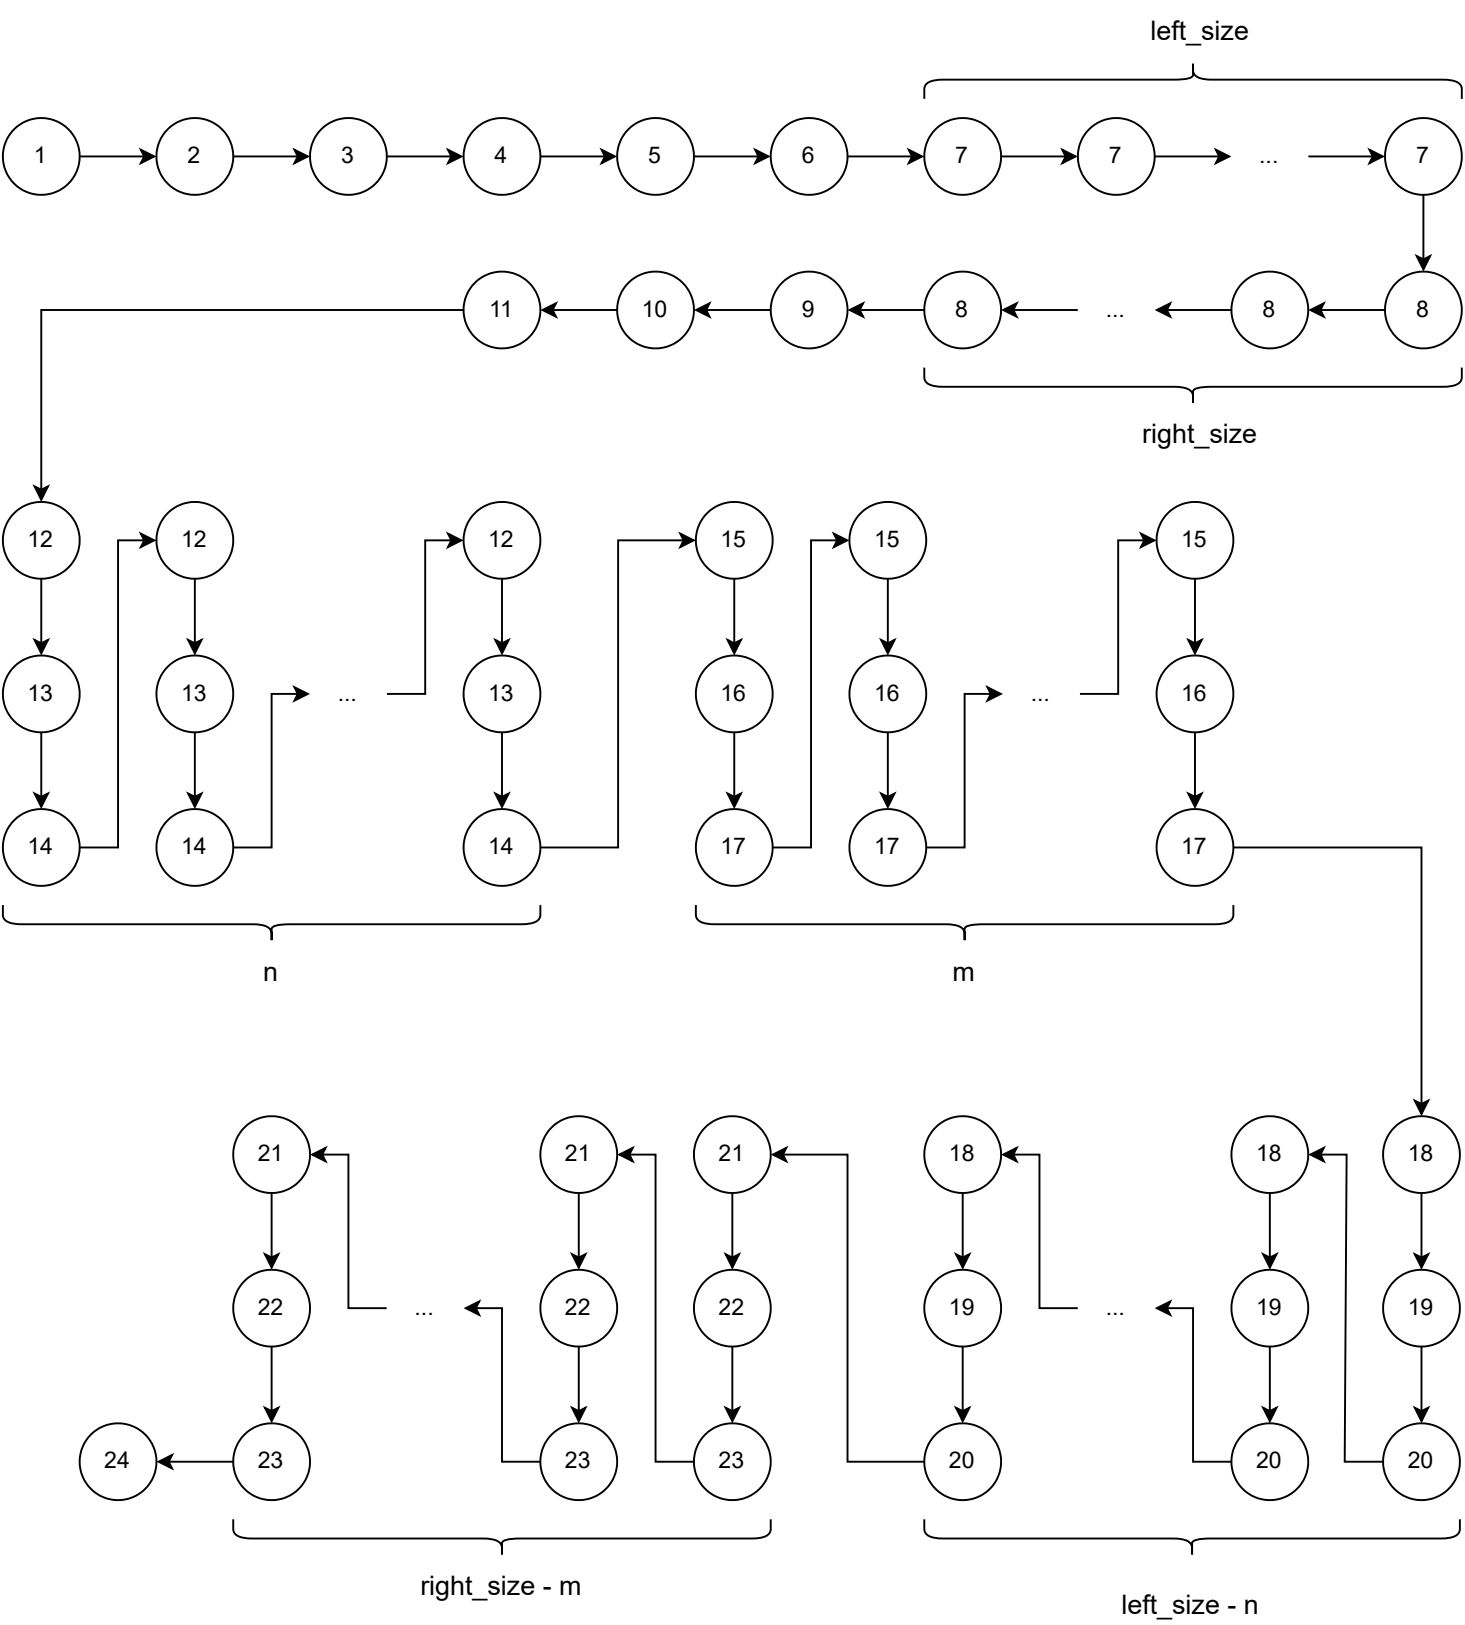 left_size
1 2 3 4 5 6 7 7 ... 7
11 10 9 8 ... 8 8
right_size
12 12 12 15 15 15
13 13 ... 13 16 16 ... 16
14 14 14 17 17 17
n m
21 21 21 18 18 18
22 ... 22 22 19 ... 19 19
24 23 23 23 20 20 20
right_size - m
left_size - n